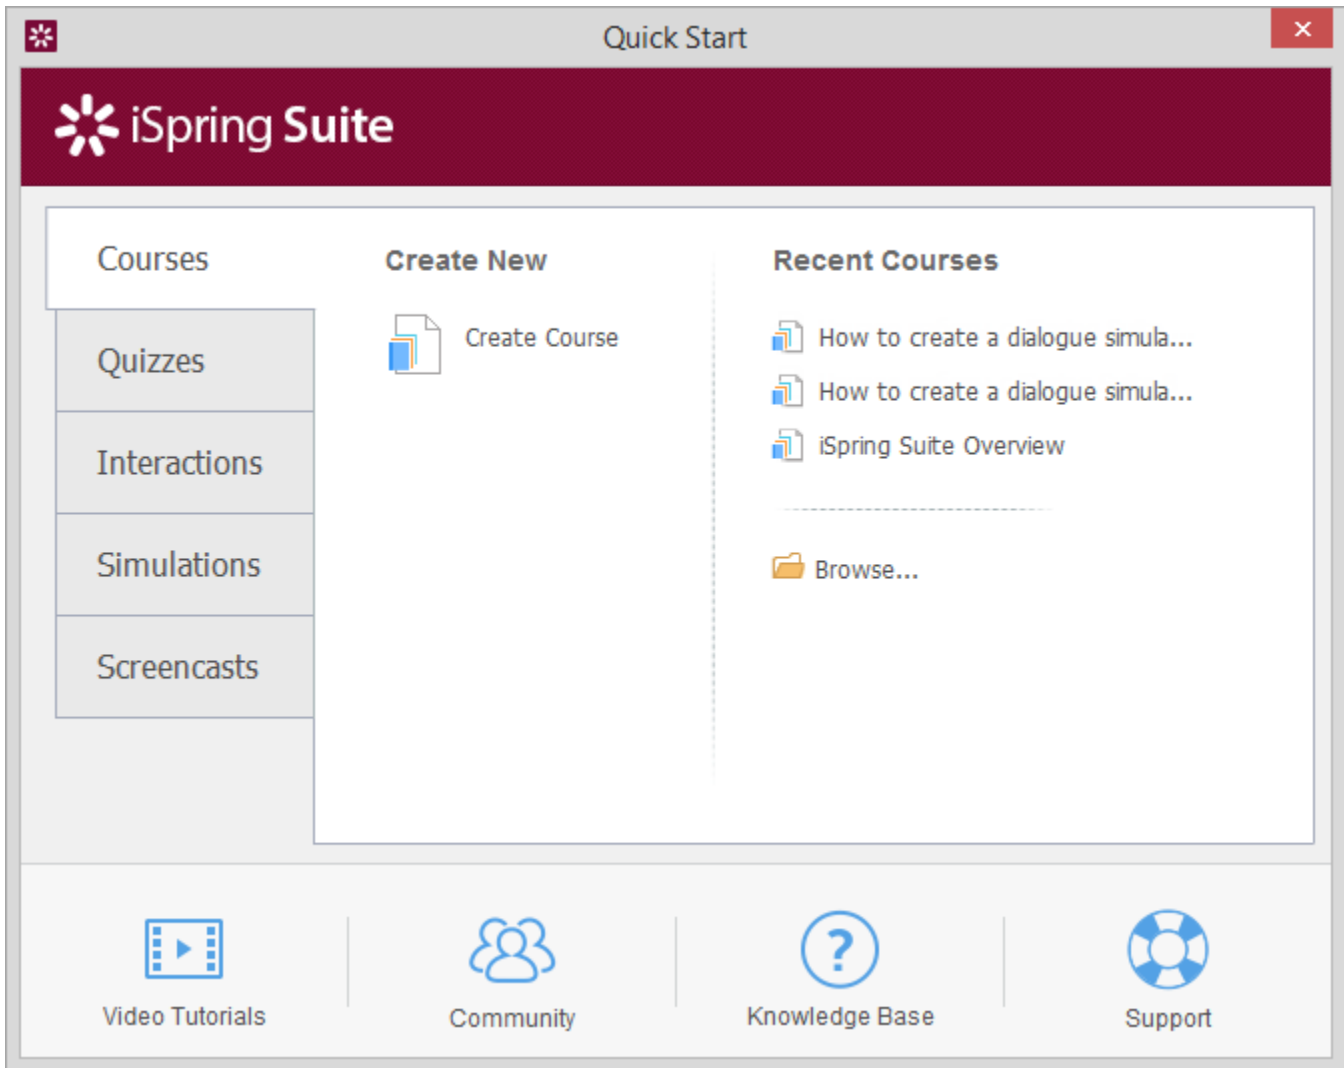 Quick Start
iSpring Suite
Courses
Quizzes
Interactions
Simulations
Screencasts
Create New
Create Course
Recent Courses
How to create a dialogue simula...
How to create a dialogue simula...
iSpring Suite Overview
Browse...
Video Tutorials
Community
Knowledge Base
Support